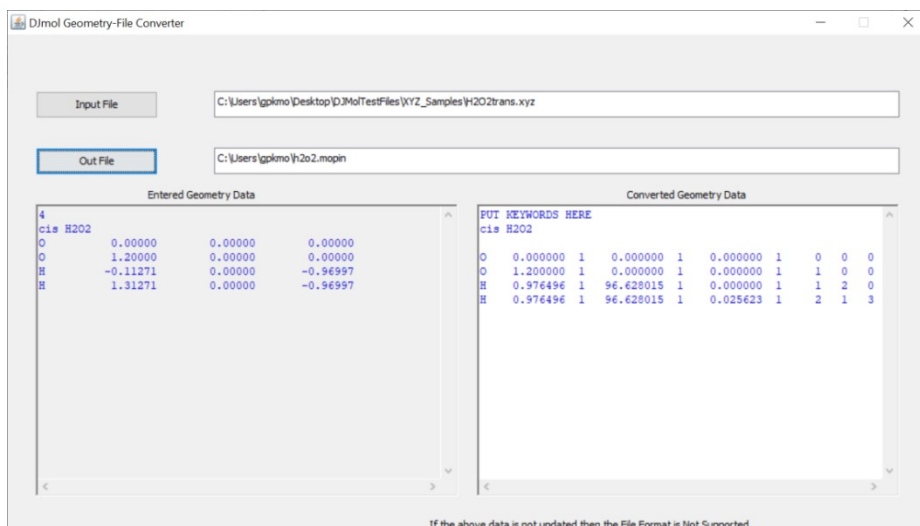 DJmol Geometry-File Converter
Input File
C:\Users\gpkmo\Desktop\DJMolTestFiles\XYZ_Samples\H2O2trans.xyz
Out File
C:\Users\gpkmo\h2o2.mopin
Entered Geometry Data
4
cis H2O2
O 0.00000 0.00000 0.00000
O 1.20000 0.00000 0.00000
H -0.11271 0.00000 -0.96997
H 1.31271 0.00000 -0.96997
Converted Geometry Data
PUT KEYWORDS HERE
cis H2O2
O 0.000000 1 0.000000 1 0.000000 1 0 0 0
O 1.200000 1 0.000000 1 0.000000 1 1 0 0
H 0.976496 1 96.628015 1 0.000000 1 1 2 0
H 0.976496 1 96.628015 1 0.025623 1 2 1 3
If the above data is not updated then the File Format is Not Supported